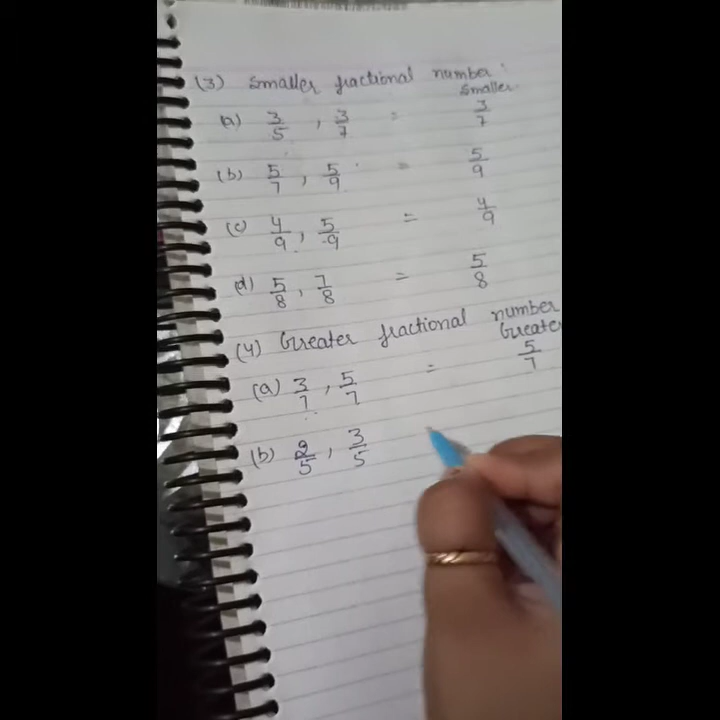 (3) Smaller fractional number
Smaller
(a) 3/5 , 3/7 = 3/7
(b) 5/7 , 5/9 = 5/9
(c) 4/9 , 5/9 = 4/9
(d) 5/8 , 7/8 = 5/8
(4) Greater fractional number
Greater
(a) 3/7 , 5/7 = 5/7
(b) 2/5 , 3/5